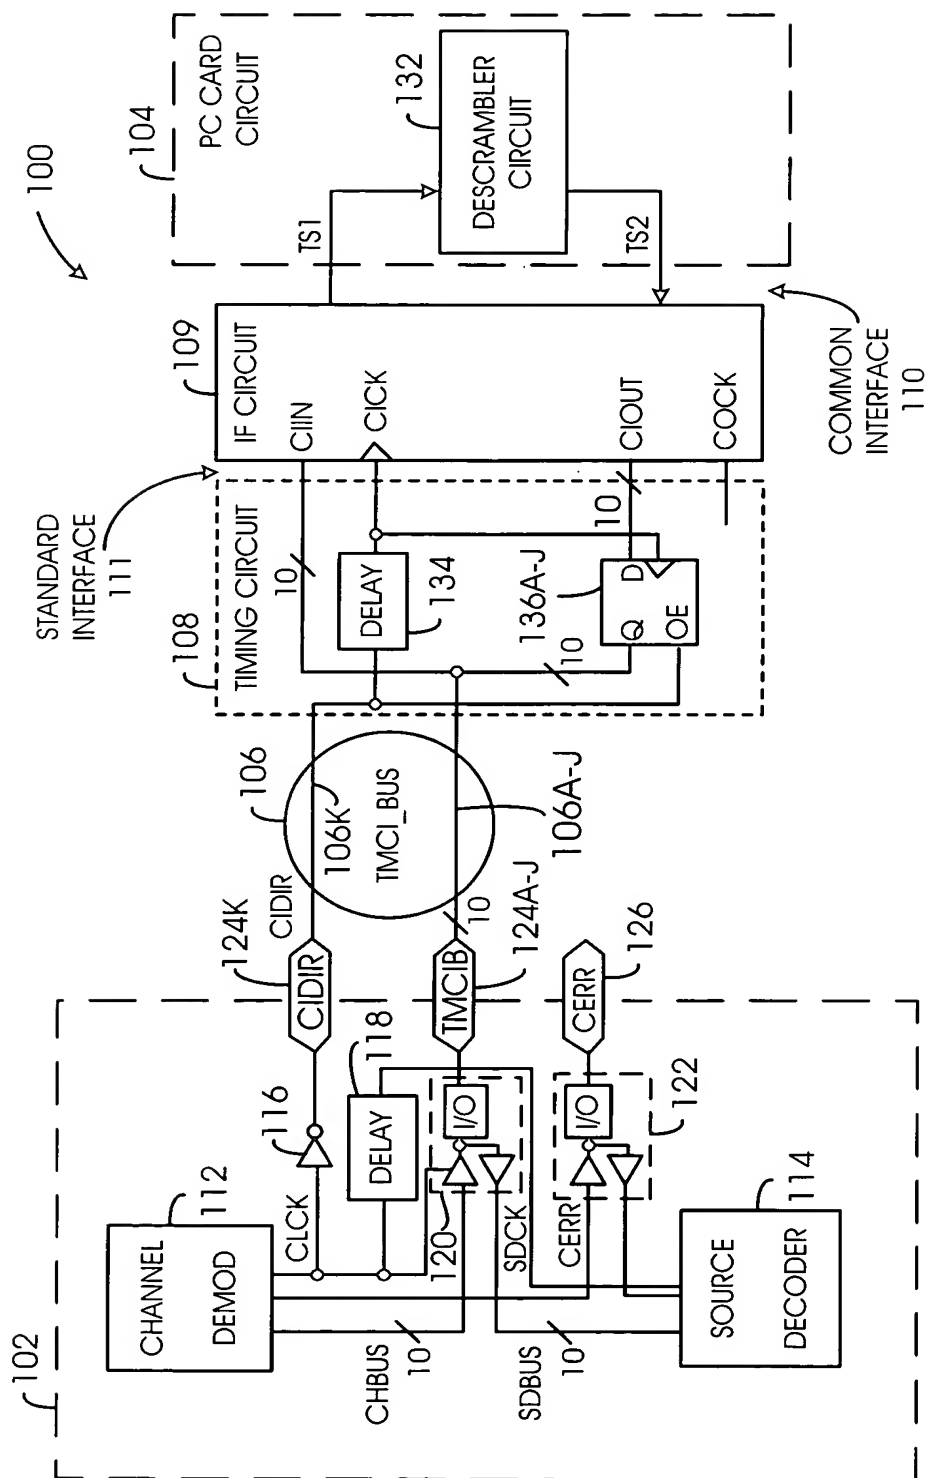 100
102
CHANNEL
DEMOD
112
CHBUS
10
CLCK
116
DELAY
118
120
I/O
SDCK
SDBUS
10
CERR
I/O
122
SOURCE
DECODER
114
CIDIR
124K
CIDIR
TMCIB
124A-J
10
CERR
126
106
106K
TMCI_BUS
106A-J
STANDARD
INTERFACE
111
108
TIMING CIRCUIT
10
DELAY
134
136A-J
Q
D
OE
10
10
109
IF CIRCUIT
CIIN
CICK
CIOUT
COCK
COMMON
INTERFACE
110
104
PC CARD
CIRCUIT
TS1
132
DESCRAMBLER
CIRCUIT
TS2